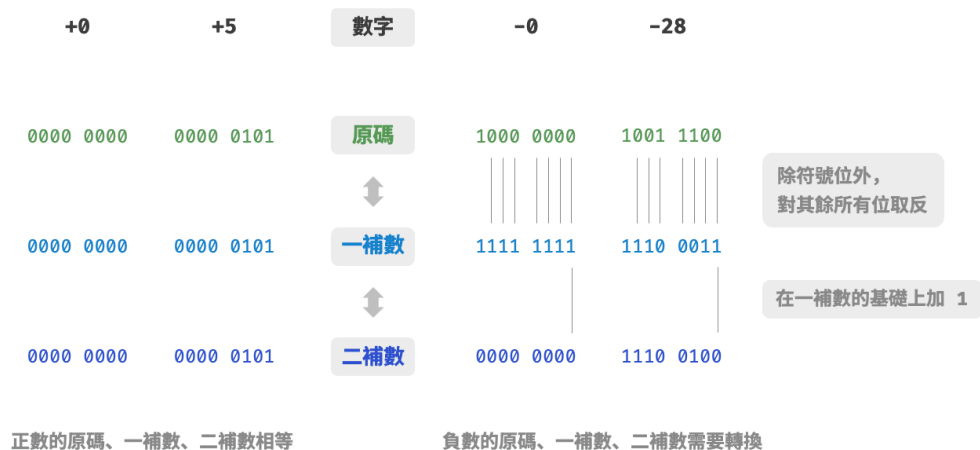 +0 +5 數字 -0 -28
0000 0000 0000 0101 原碼 1000 0000 1001 1100
除符號位外，
對其餘所有位取反
0000 0000 0000 0101 一補數 1111 1111 1110 0011
在一補數的基礎上加 1
0000 0000 0000 0101 二補數 0000 0000 1110 0100
正數的原碼、一補數、二補數相等 負數的原碼、一補數、二補數需要轉換